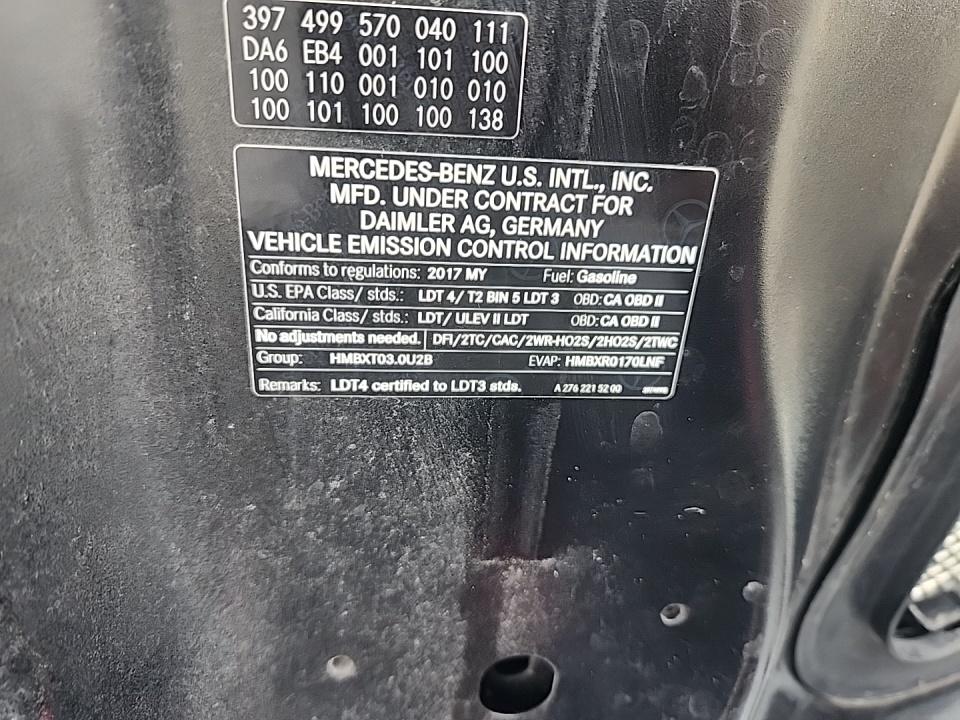 397 499 570 040 111
DA6 EB4 001 101 100
100 110 001 010 010
100 101 100 100 138
MERCEDES-BENZ U.S. INTL., INC.
MFD. UNDER CONTRACT FOR
DAIMLER AG, GERMANY
VEHICLE EMISSION CONTROL INFORMATION
Conforms to regulations: 2017 MY Fuel: Gasoline
U.S. EPA Class/ stds.: LDT 4/ T2 BIN 5 LDT 3 OBD: CA OBD II
California Class/ stds.: LDT/ ULEV II LDT OBD: CA OBD II
No adjustments needed. DFI/2TC/CAC/2WR-HO2S/2HO2S/2TWC
Group: HMBXT03.0U2B EVAP: HMBXR0170LNF
Remarks: LDT4 certified to LDT3 stds. A 276 221 52 00